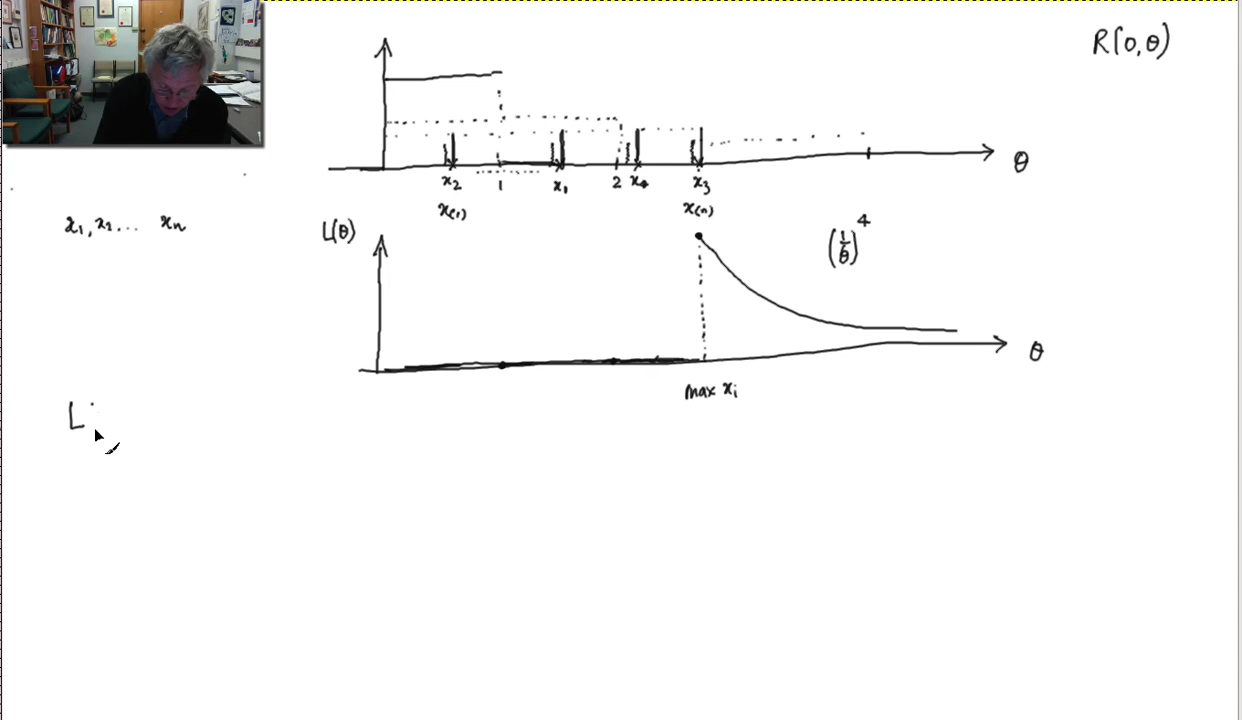 R(0,θ)
x₂ 1 x₁ 2 x₄ x₃ θ
x₍₁₎ x₍ₙ₎
x₁, x₂ ... xₙ
L(θ) (1/θ)⁴
θ
max xᵢ
L